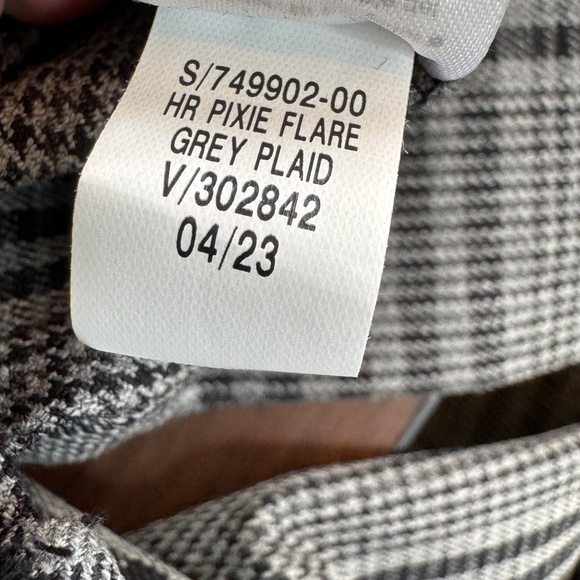 S/749902-00
HR PIXIE FLARE
GREY PLAID
V/302842
04/23